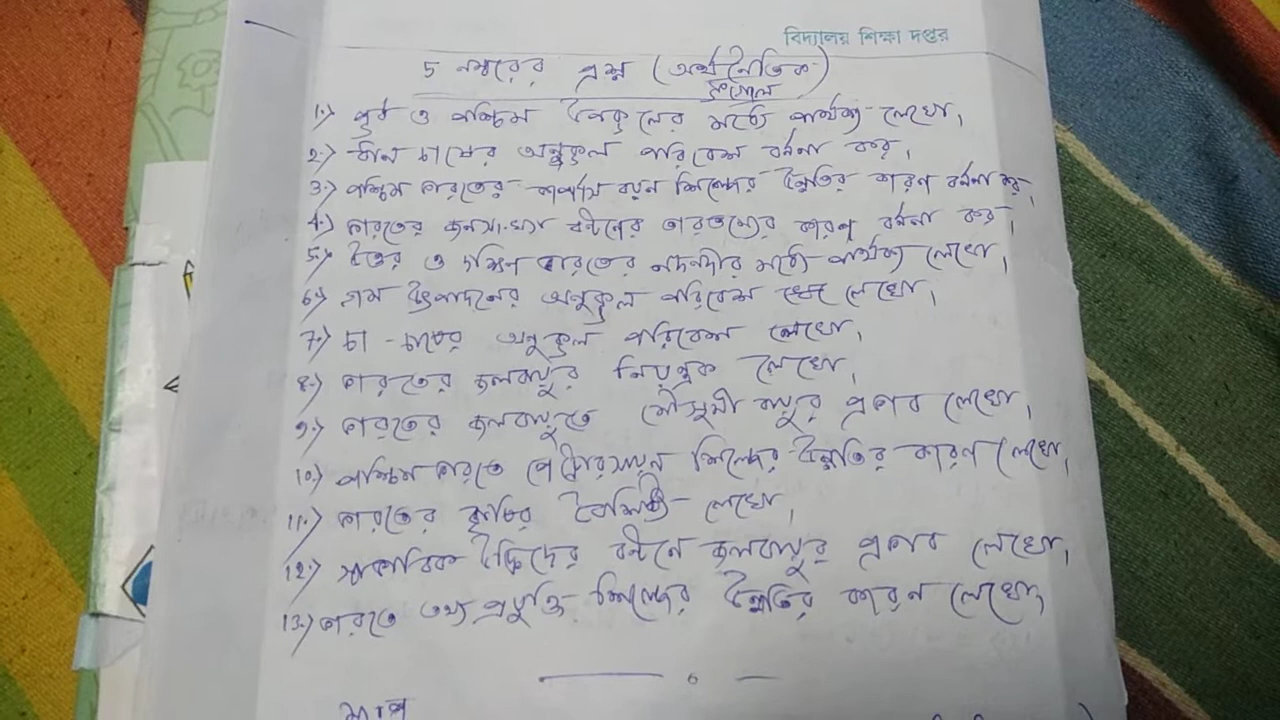 বিদ্যালয় শিক্ষা দপ্তর
5 নম্বরের প্রশ্ন (অর্থনৈতিক)
ভূগোল
1.) পূর্ব ও পশ্চিম উপকূলের মধ্যে পার্থক্য লেখো।
2.) ধান চাষের অনুকূল পরিবেশ বর্ণনা কর।
3.) পশ্চিম ভারতের কার্পাস বয়ন শিল্পের উন্নতির কারণ বর্ণনা কর,
4.) ভারতের জনসংখ্যা বন্টনের তারতম্যের কারণ বর্ণনা কর।
5.) উত্তর ও দক্ষিণ ভারতের নদনদীর মধ্যে পার্থক্য লেখো,
6.) গম উৎপাদনের অনুকূল পরিবেশ লেখো,
7.) চা-চাষের অনুকূল পরিবেশ লেখো,
8.) ভারতের জলবায়ুর নিয়ন্ত্রক লেখো,
9.) ভারতের জলবায়ুতে মৌসুমী বায়ুর প্রভাব লেখো,
10.) পশ্চিম ভারতে পেট্রোরসায়ন শিল্পের উন্নতির কারণ লেখো,
11.) ভারতের কৃষির বৈশিষ্ট্য লেখো,
12.) স্বাভাবিক উদ্ভিদের বন্টনে জলবায়ুর প্রভাব লেখো,
13.) ভারতে তথ্য প্রযুক্তি শিল্পের উন্নতির কারণ লেখো,
6